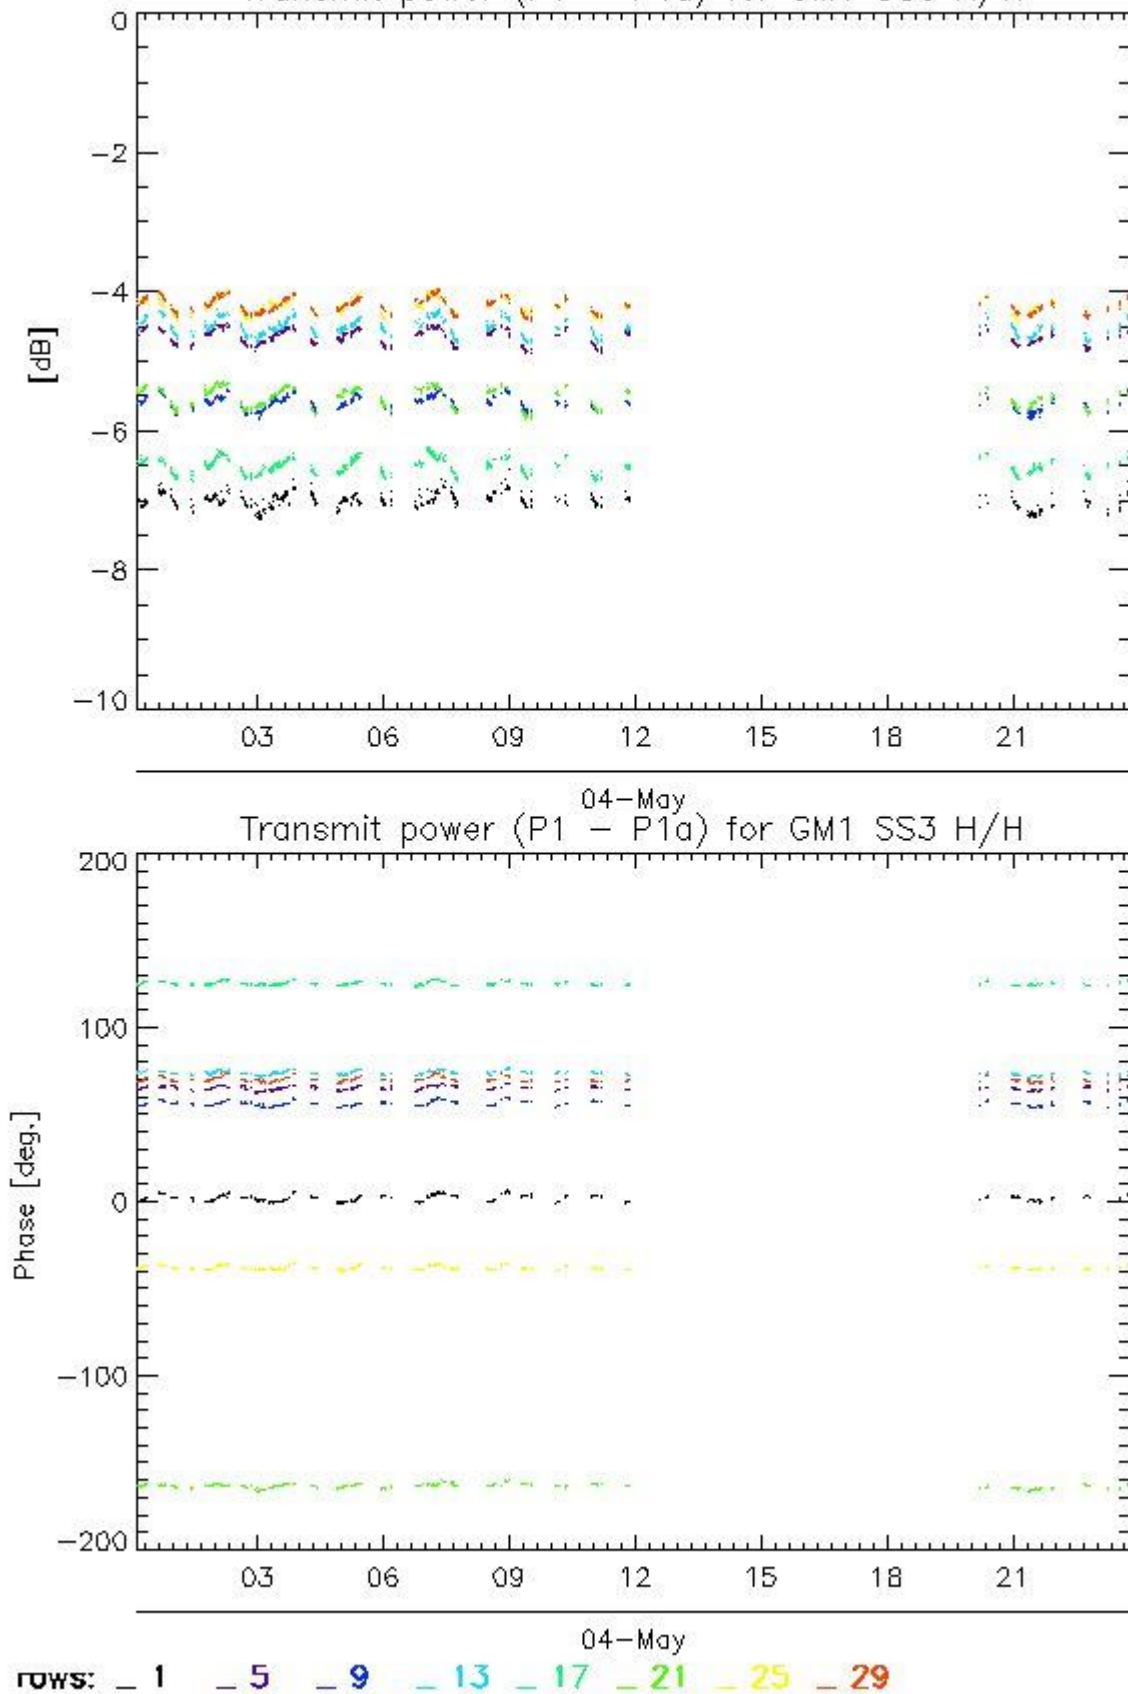 0
−2
−4
−6
−8
−10
[dB]
03 06 09 12 15 18 21
04−May
Transmit power (P1 − P1a) for GM1 SS3 H/H
200
100
0
−100
−200
Phase [deg.]
03 06 09 12 15 18 21
04−May
rows: _ 1 _ 5 _ 9 _ 13 _ 17 _ 21 _ 25 _ 29